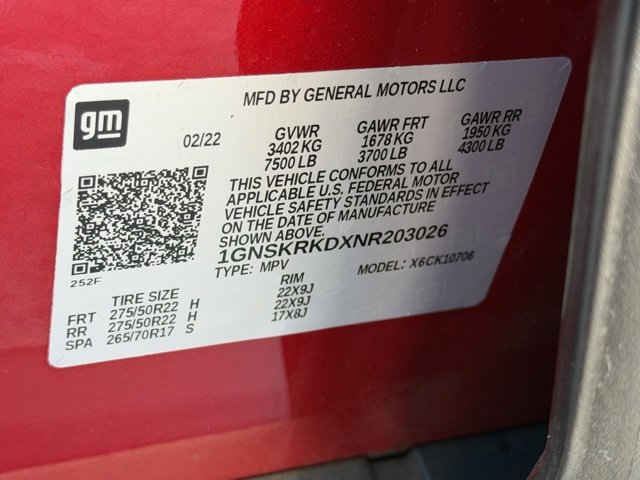 gm
MFD BY GENERAL MOTORS LLC
02/22
GVWR GAWR FRT GAWR RR
3402 KG 1678 KG 1950 KG
7500 LB 3700 LB 4300 LB
THIS VEHICLE CONFORMS TO ALL
APPLICABLE U.S. FEDERAL MOTOR
VEHICLE SAFETY STANDARDS IN EFFECT
ON THE DATE OF MANUFACTURE
SHOWN ABOVE.
1GNSKRKDXNR203026
TYPE: MPV MODEL: X6CK10706
252F
TIRE SIZE RIM
FRT 275/50R22 H 22X9J
RR 275/50R22 H 22X9J
SPA 265/70R17 S 17X8J